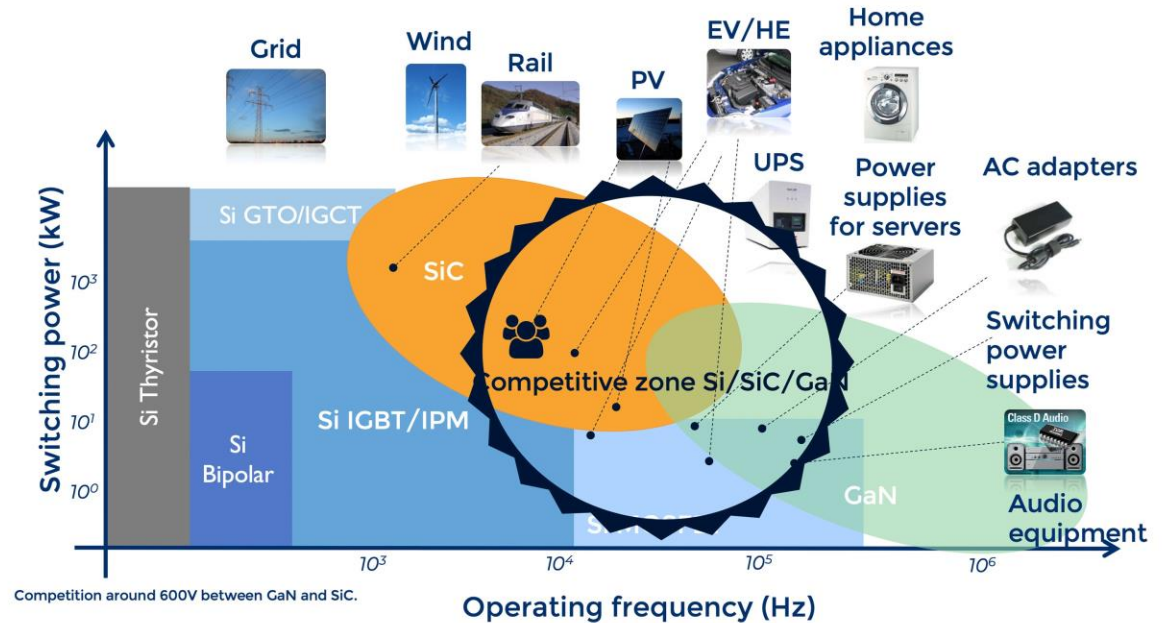 Grid
Wind
Rail
PV
EV/HE
Home
appliances
UPS
Power
supplies
for servers
AC adapters
Switching
power
supplies
Class D Audio
Audio
equipment
Switching power (kW)
10³
10²
10¹
10⁰
Si Thyristor
Si GTO/IGCT
SiC
Competitive zone Si/SiC/GaN
Si IGBT/IPM
Si
Bipolar
GaN
10³
10⁴
10⁵
10⁶
Operating frequency (Hz)
Competition around 600V between GaN and SiC.